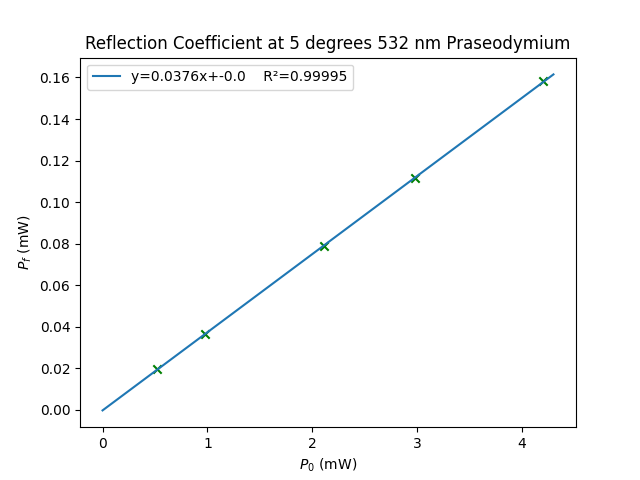 Reflection Coefficient at 5 degrees 532 nm Praseodymium
y=0.0376x+-0.0 R²=0.99995
0.16
0.14
0.12
0.10
0.08
0.06
0.04
0.02
0.00
P_f (mW)
0 1 2 3 4
P_0 (mW)